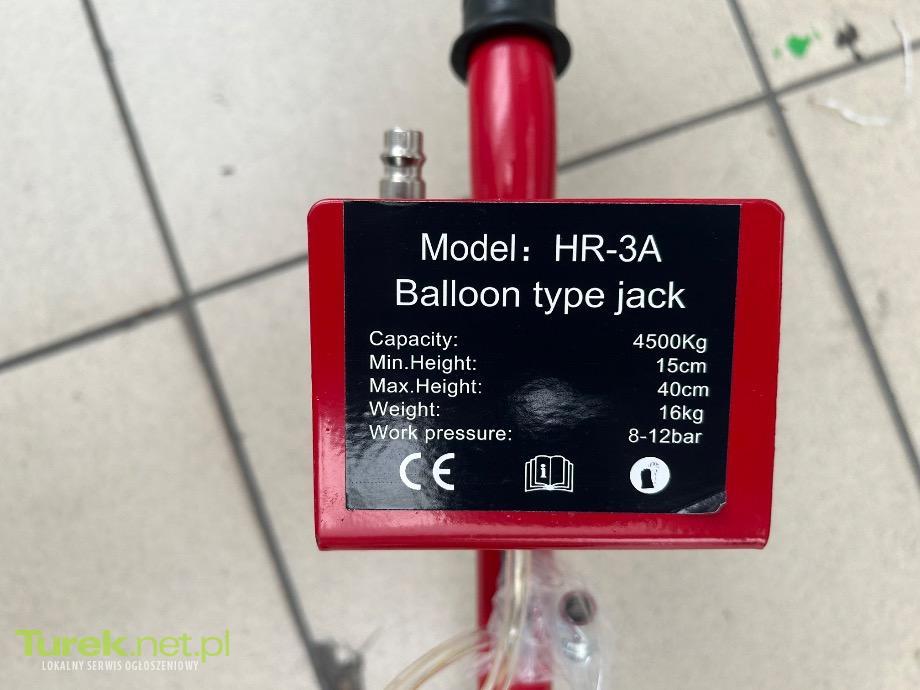 Model: HR-3A
Balloon type jack
Capacity: 4500Kg
Min.Height: 15cm
Max.Height: 40cm
Weight: 16kg
Work pressure: 8-12bar
CE
i
Turek.net.pl
LOKALNY SERWIS OGŁOSZENIOWY